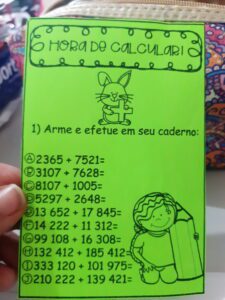 HORA DE CALCULAR!
1) Arme e efetue em seu caderno:
A 2365 + 7521=
B 3107 + 7628=
C 8107 + 1005=
D 5297 + 2648=
E 13 652 + 17 845=
F 14 222 + 11 312=
G 99 108 + 16 308=
H 132 412 + 185 412=
I 333 120 + 101 975=
J 210 222 + 139 421=